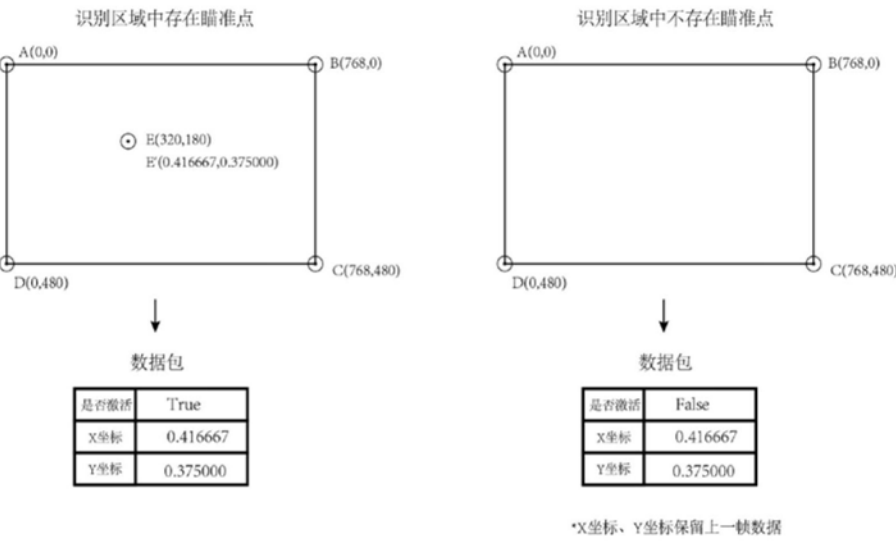 识别区域中存在瞄准点
A(0,0)
B(768,0)
E(320,180)
E'(0.416667,0.375000)
C(768,480)
D(0,480)
数据包
是否激活 True
X坐标 0.416667
Y坐标 0.375000
识别区域中不存在瞄准点
A(0,0)
B(768,0)
C(768,480)
D(0,480)
数据包
是否激活 False
X坐标 0.416667
Y坐标 0.375000
*X坐标、Y坐标保留上一帧数据